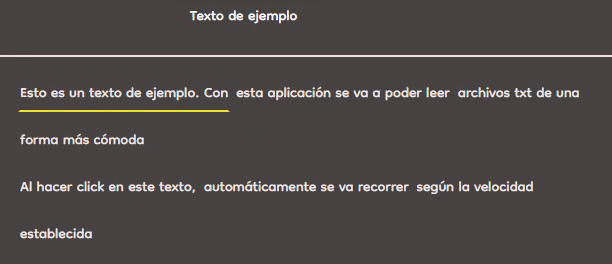 Texto de ejemplo
Esto es un texto de ejemplo. Con esta aplicación se va a poder leer archivos txt de una
forma más cómoda
Al hacer click en este texto, automáticamente se va recorrer según la velocidad
establecida